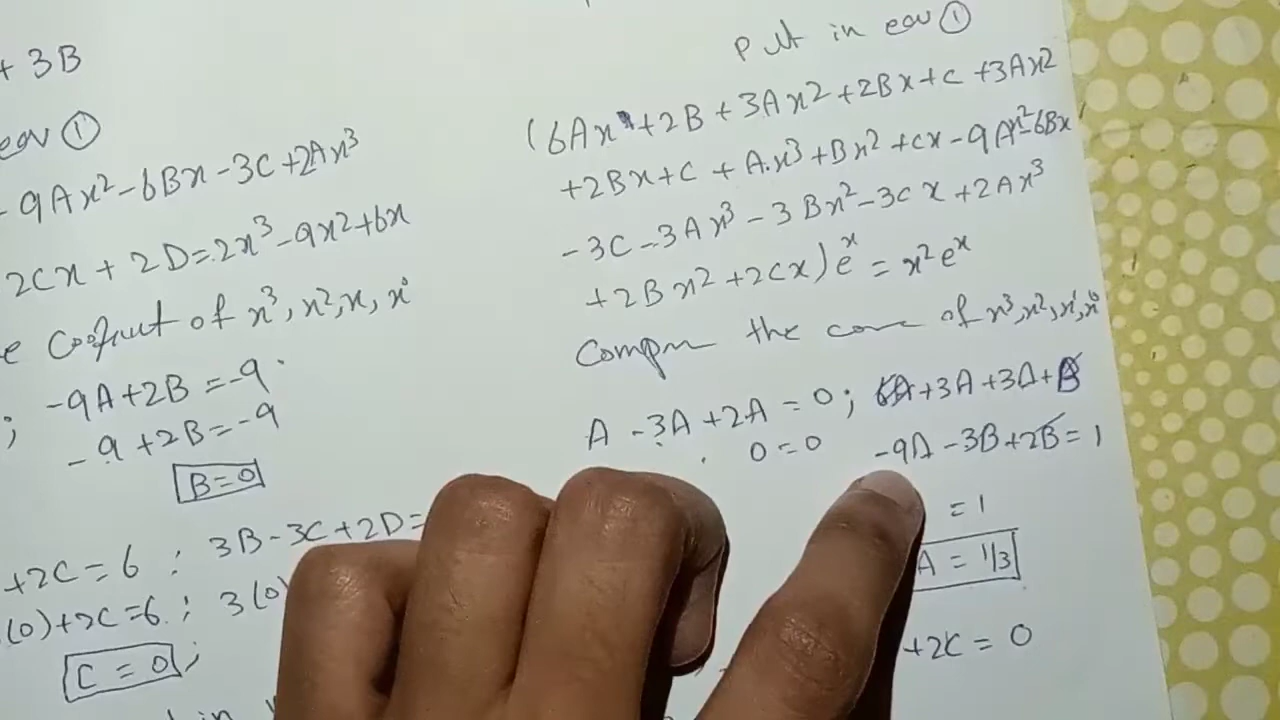 + 3B
eqn ①
- 9Ax² - 6Bx - 3C + 2Ax³
2Cx + 2D = 2x³ - 9x² + 6x
of x³, x², x, x⁰
; -9A + 2B = -9
-9 + 2B = -9
B = 0
+2C = 6 ; 3B - 3C + 2D =
(0) + 2C = 6 ; 3(0)
C = 0 ;
Put in eqn ①
(6Ax + 2B + 3Ax² + 2Bx + C + 3Ax²
+ 2Bx + C + A.x³ + Bx² + Cx - 9Ax² - 6Bx
- 3C - 3Ax³ - 3Bx² - 3Cx + 2Ax³
+ 2Bx² + 2Cx) eˣ = x² eˣ
the of x³, x², x¹, x⁰
A - 3A + 2A = 0 ; 6A + 3A + 3A + B
0 = 0 -9A - 3B + 2B = 1
= 1
A = 1/3
+2C = 0